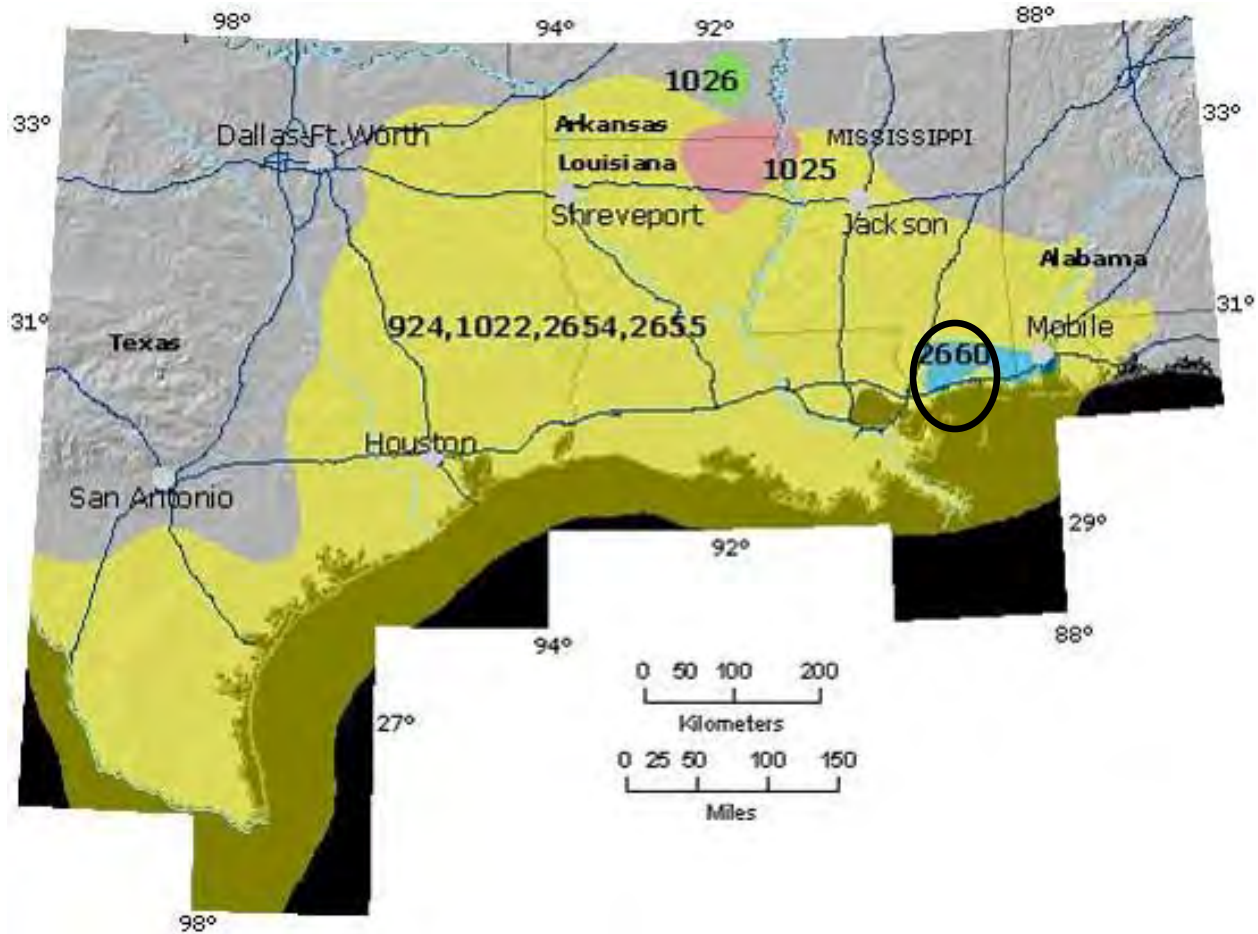 98°
94°
92°
88°
1026
33°
33°
Dallas-Ft. Worth
Arkansas
MISSISSIPPI
Louisiana
1025
Shreveport
Jackson
Alabama
31°
31°
Texas
924,1022,2654,2655
Mobile
2660
Houston
San Antonio
29°
92°
94°
88°
0 50 100 200
Kilometers
27°
0 25 50 100 150
Miles
98°